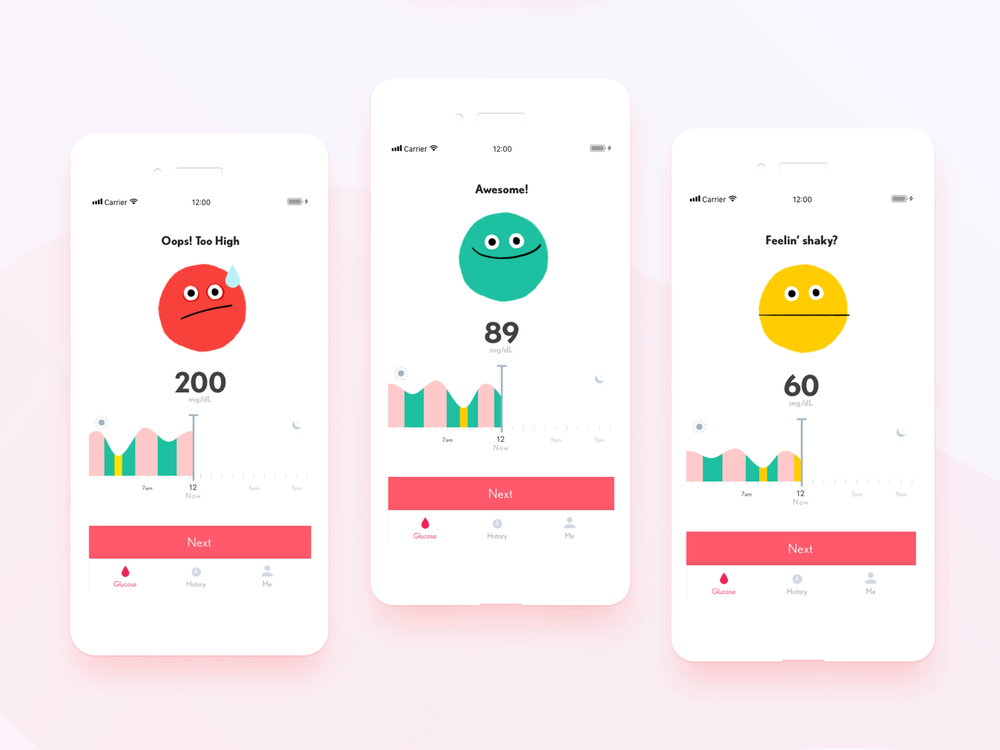 Carrier 12:00
Oops! Too High
200
mg/dL
7am 12 5pm 9pm
Now
Next
Glucose History Me
Carrier 12:00
Awesome!
89
mg/dL
7am 12 5pm 9pm
Now
Next
Glucose History Me
Carrier 12:00
Feelin' shaky?
60
mg/dL
7am 12 5pm 9pm
Now
Next
Glucose History Me